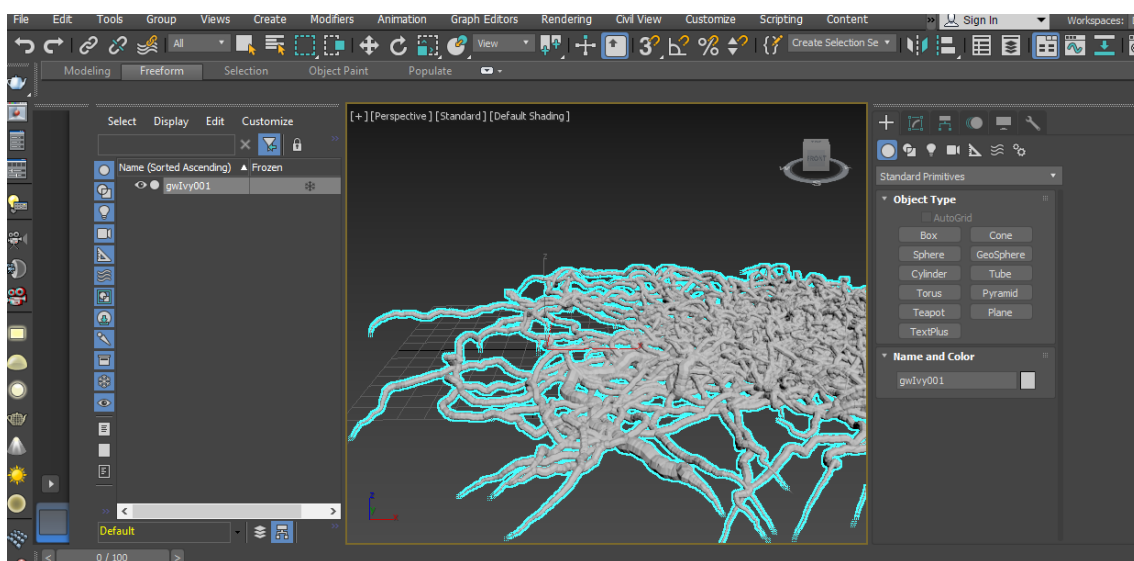 File Edit Tools Group Views Create Modifiers Animation Graph Editors Rendering Civil View Customize Scripting Content » Sign In Workspaces:
All View 3 Create Selection Se
Modeling Freeform Selection Object Paint Populate
Select Display Edit Customize
Name (Sorted Ascending) Frozen
gwIvy001
Default
0 / 100
[+] [Perspective] [Standard] [Default Shading]
FRONT
z
z
x
Standard Primitives
Object Type
AutoGrid
Box Cone
Sphere GeoSphere
Cylinder Tube
Torus Pyramid
Teapot Plane
TextPlus
Name and Color
gwIvy001